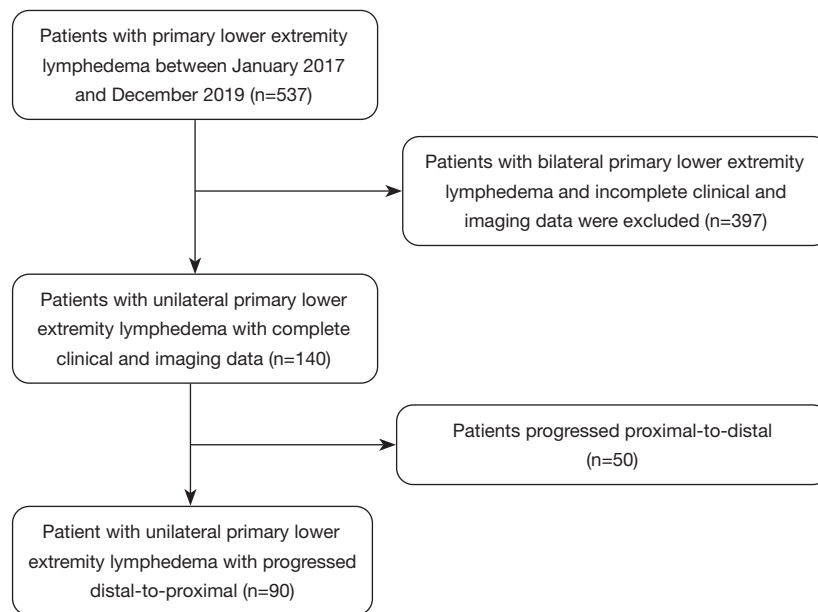 Patients with primary lower extremity
lymphedema between January 2017
and December 2019 (n=537)
Patients with bilateral primary lower extremity
lymphedema and incomplete clinical and
imaging data were excluded (n=397)
Patients with unilateral primary lower
extremity lymphedema with complete
clinical and imaging data (n=140)
Patients progressed proximal-to-distal
(n=50)
Patient with unilateral primary lower
extremity lymphedema with progressed
distal-to-proximal (n=90)